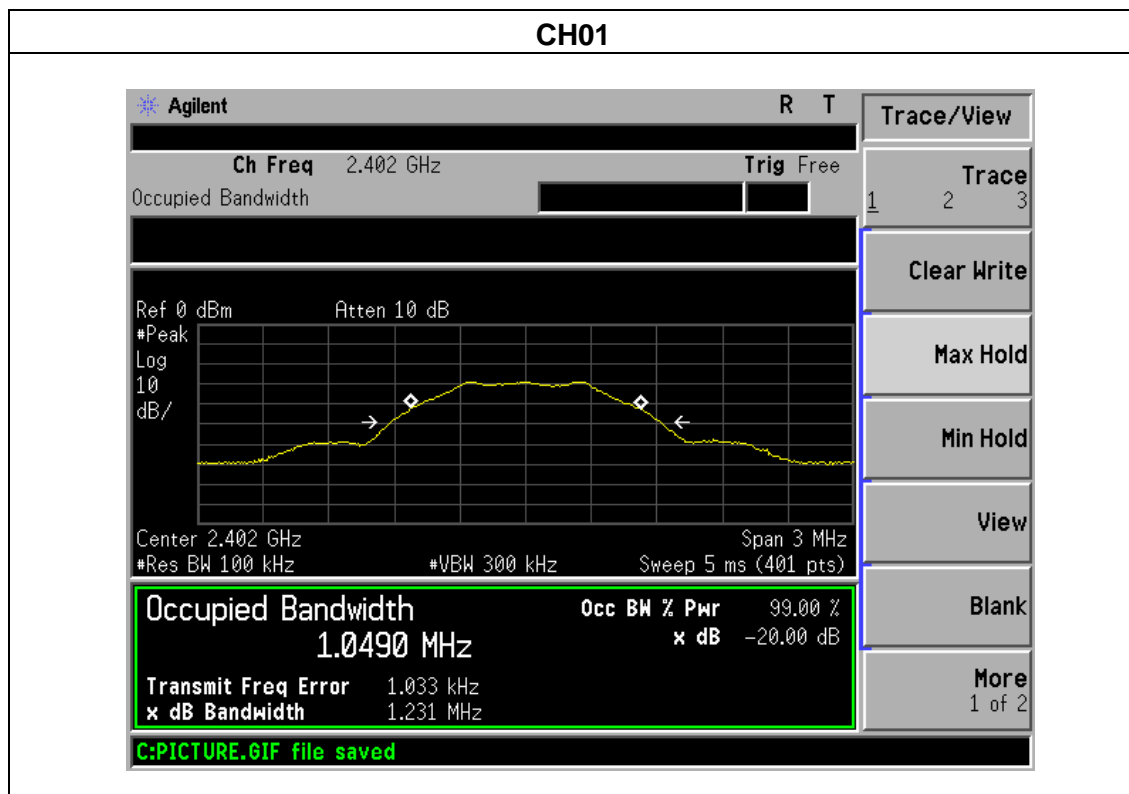 CH01
Agilent R T
Ch Freq 2.402 GHz Trig Free
Occupied Bandwidth
Ref 0 dBm Atten 10 dB
#Peak
Log
10
dB/
Center 2.402 GHz Span 3 MHz
#Res BW 100 kHz #VBW 300 kHz Sweep 5 ms (401 pts)
Occupied Bandwidth Occ BW % Pwr 99.00 %
1.0490 MHz x dB -20.00 dB
Transmit Freq Error 1.033 kHz
x dB Bandwidth 1.231 MHz
C:PICTURE.GIF file saved
Trace/View
Trace
1 2 3
Clear Write
Max Hold
Min Hold
View
Blank
More
1 of 2